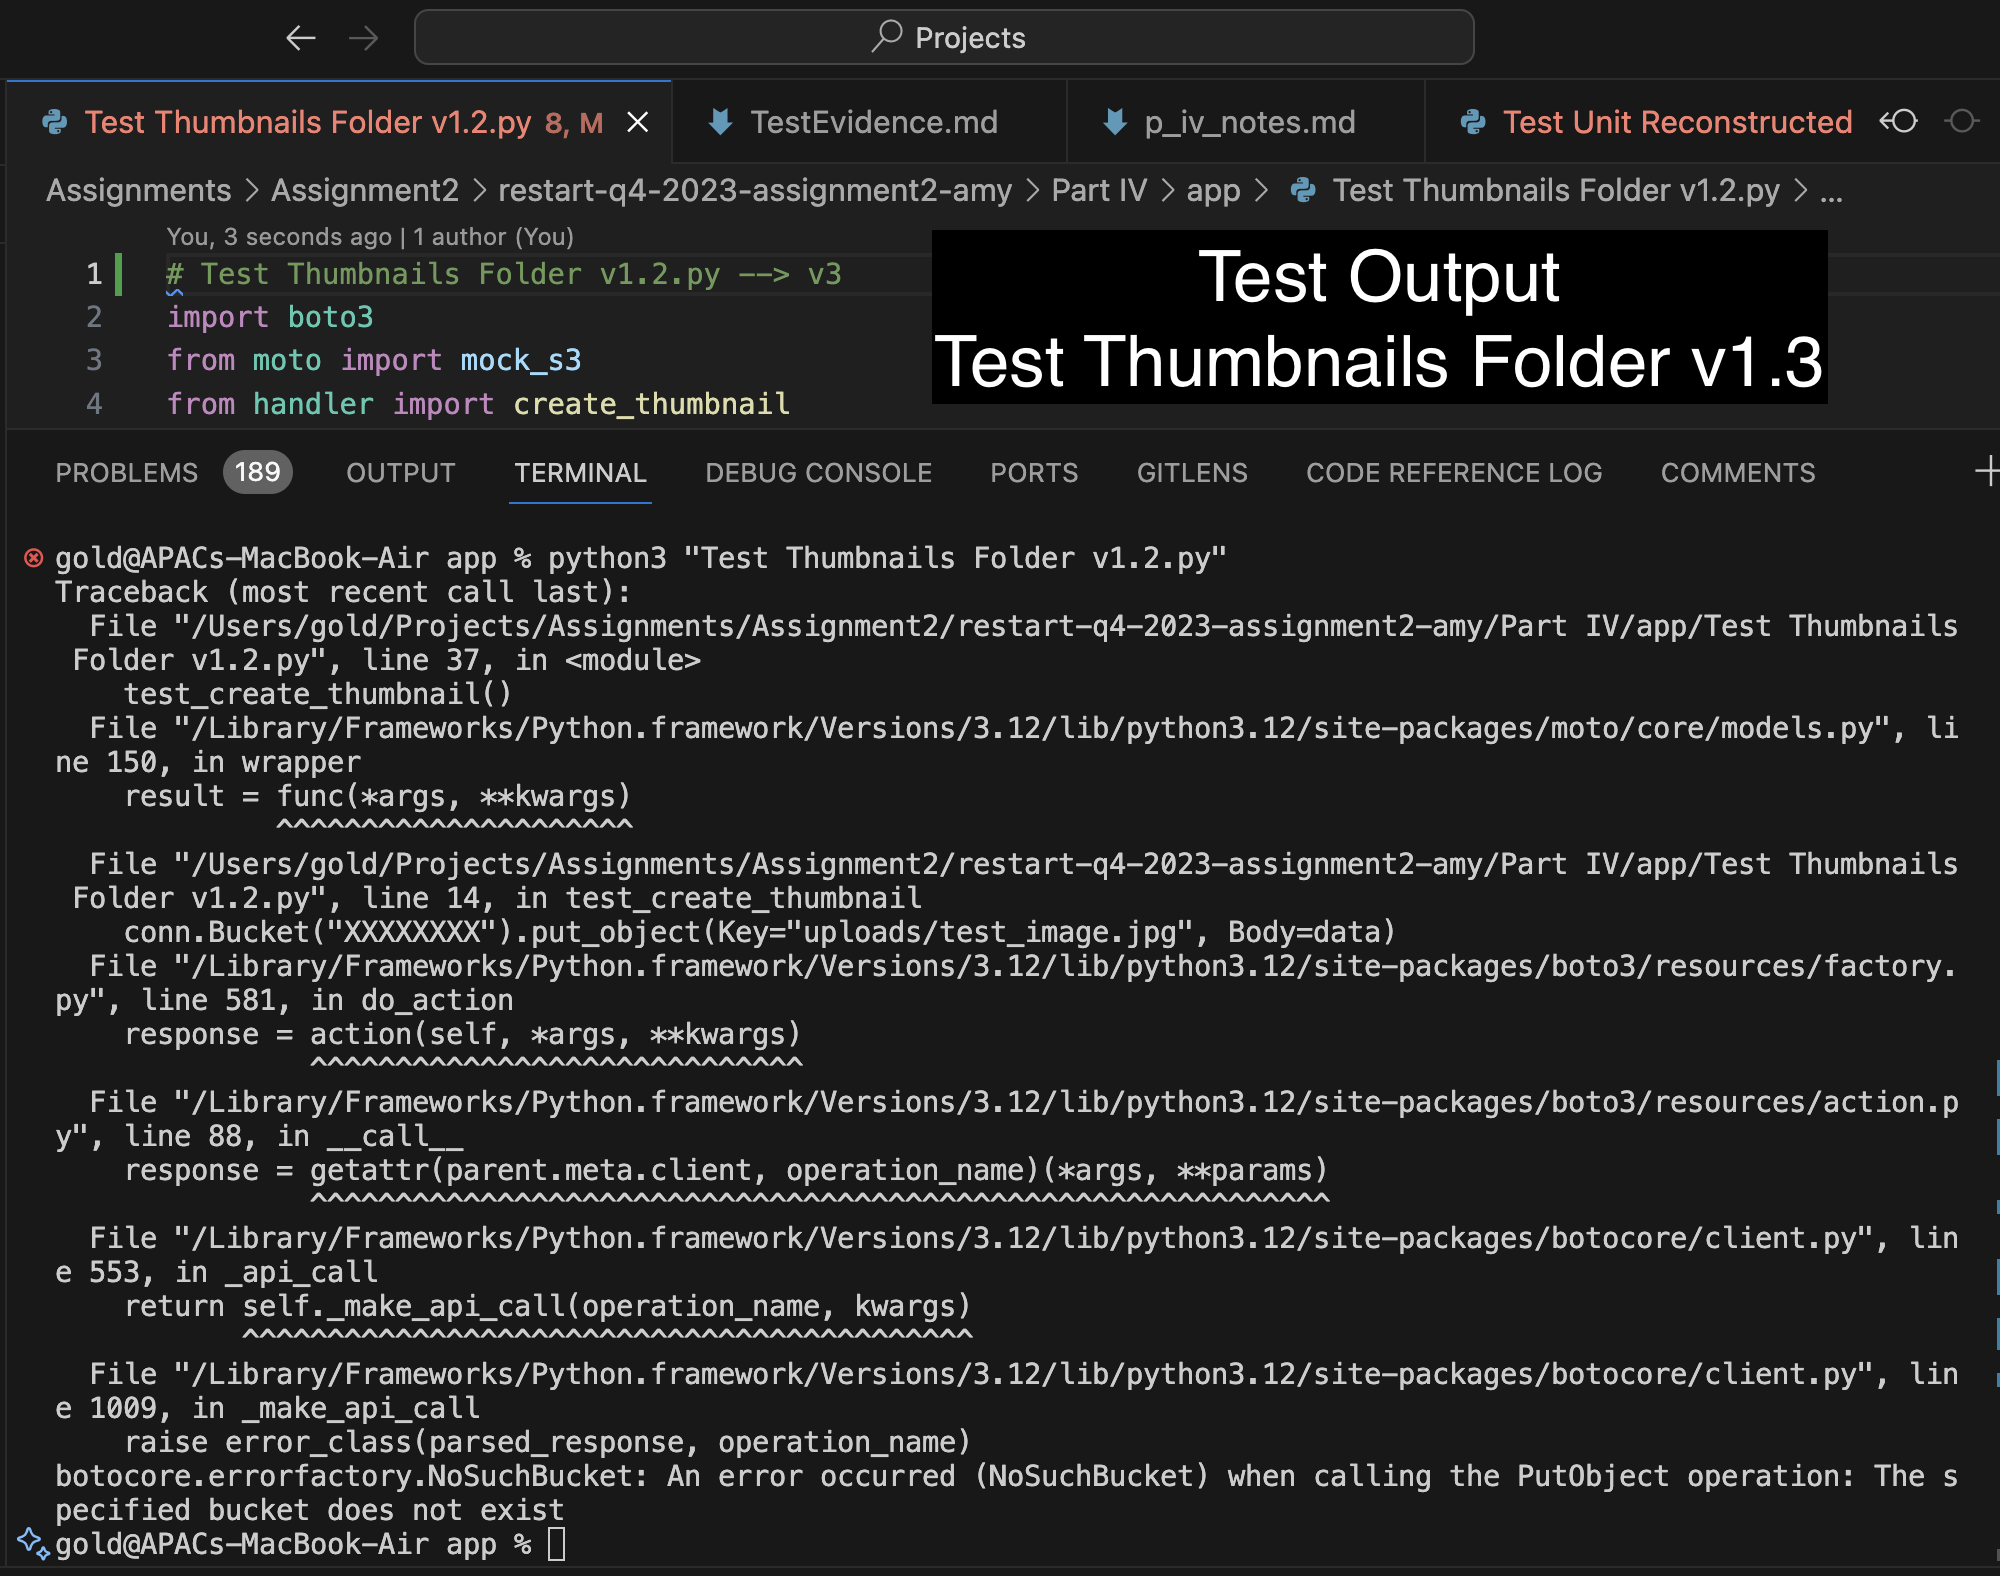 Projects
Test Thumbnails Folder v1.2.py 8, M
TestEvidence.md
p_iv_notes.md
Test Unit Reconstructed
Assignments > Assignment2 > restart-q4-2023-assignment2-amy > Part IV > app > Test Thumbnails Folder v1.2.py > ...
You, 3 seconds ago | 1 author (You)
1 # Test Thumbnails Folder v1.2.py --> v3
2 import boto3
3 from moto import mock_s3
4 from handler import create_thumbnail
Test Output
Test Thumbnails Folder v1.3
PROBLEMS 189 OUTPUT TERMINAL DEBUG CONSOLE PORTS GITLENS CODE REFERENCE LOG COMMENTS
gold@APACs-MacBook-Air app % python3 "Test Thumbnails Folder v1.2.py"
Traceback (most recent call last):
  File "/Users/gold/Projects/Assignments/Assignment2/restart-q4-2023-assignment2-amy/Part IV/app/Test Thumbnails
 Folder v1.2.py", line 37, in <module>
    test_create_thumbnail()
  File "/Library/Frameworks/Python.framework/Versions/3.12/lib/python3.12/site-packages/moto/core/models.py", li
ne 150, in wrapper
    result = func(*args, **kwargs)
             ^^^^^^^^^^^^^^^^^^^^^
  File "/Users/gold/Projects/Assignments/Assignment2/restart-q4-2023-assignment2-amy/Part IV/app/Test Thumbnails
 Folder v1.2.py", line 14, in test_create_thumbnail
    conn.Bucket("XXXXXXXX").put_object(Key="uploads/test_image.jpg", Body=data)
  File "/Library/Frameworks/Python.framework/Versions/3.12/lib/python3.12/site-packages/boto3/resources/factory.
py", line 581, in do_action
    response = action(self, *args, **kwargs)
               ^^^^^^^^^^^^^^^^^^^^^^^^^^^^^
  File "/Library/Frameworks/Python.framework/Versions/3.12/lib/python3.12/site-packages/boto3/resources/action.p
y", line 88, in __call__
    response = getattr(parent.meta.client, operation_name)(*args, **params)
               ^^^^^^^^^^^^^^^^^^^^^^^^^^^^^^^^^^^^^^^^^^^^^^^^^^^^^^^^^^^^
  File "/Library/Frameworks/Python.framework/Versions/3.12/lib/python3.12/site-packages/botocore/client.py", lin
e 553, in _api_call
    return self._make_api_call(operation_name, kwargs)
           ^^^^^^^^^^^^^^^^^^^^^^^^^^^^^^^^^^^^^^^^^^^
  File "/Library/Frameworks/Python.framework/Versions/3.12/lib/python3.12/site-packages/botocore/client.py", lin
e 1009, in _make_api_call
    raise error_class(parsed_response, operation_name)
botocore.errorfactory.NoSuchBucket: An error occurred (NoSuchBucket) when calling the PutObject operation: The s
pecified bucket does not exist
gold@APACs-MacBook-Air app %